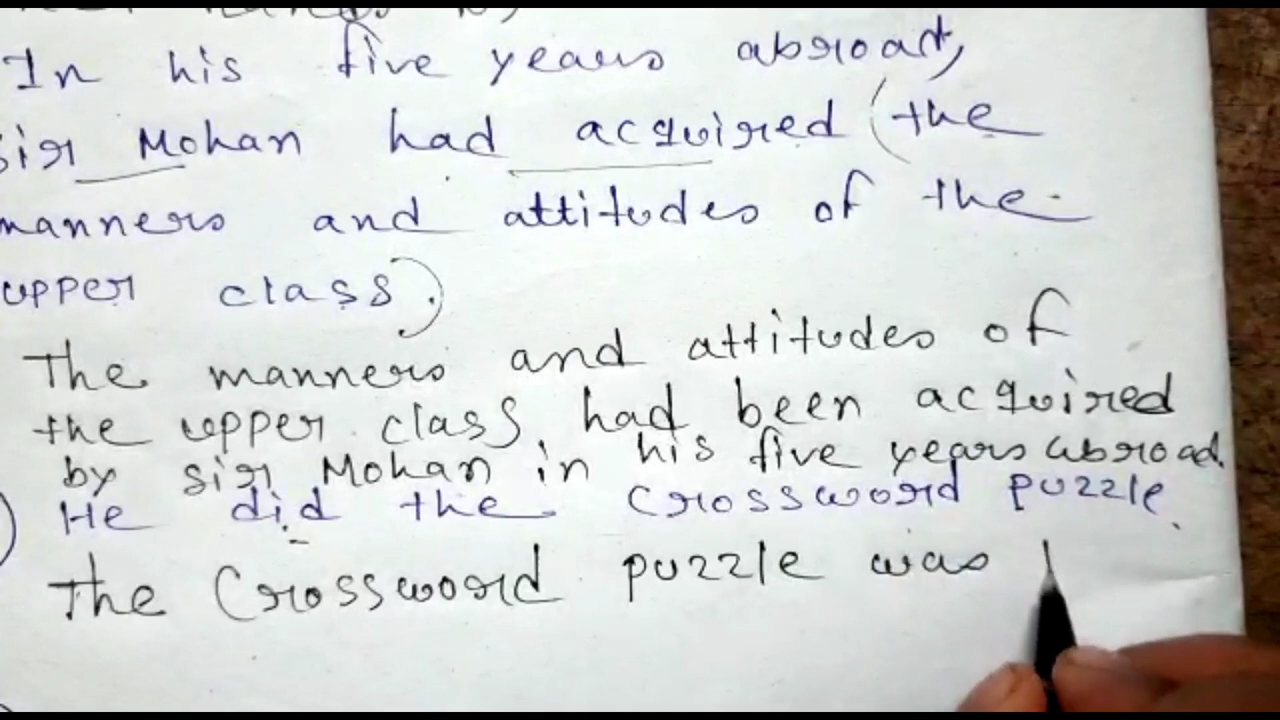 In his five years abroad,
sir Mohan had acquired (the
manners and attitudes of the
upper class).
The manners and attitudes of
the upper class had been acquired
by sir Mohan in his five years abroad.
) He did the crossword puzzle.
The Crossword puzzle was